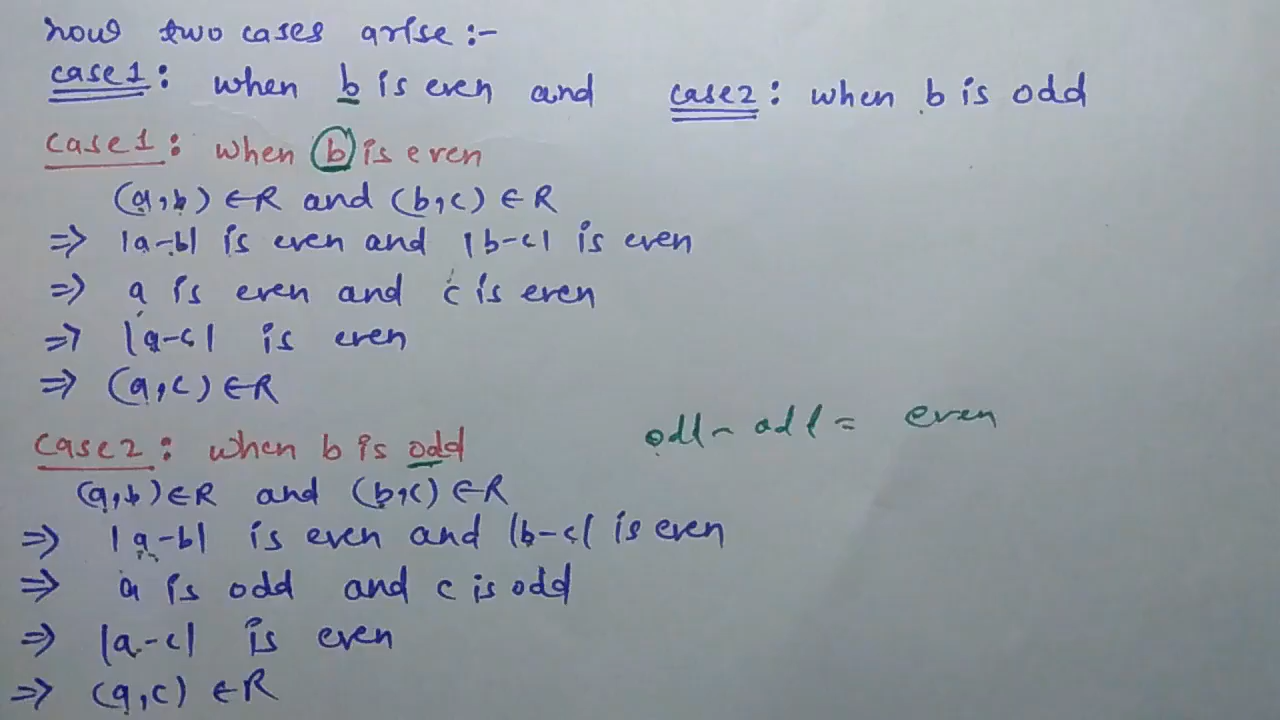 now two cases arise :-
case1 : when b is even and case2 : when b is odd
case1 : when b is even
(a,b) ∈ R and (b,c) ∈ R
⇒ |a-b| is even and |b-c| is even
⇒ a is even and c is even
⇒ |a-c| is even
⇒ (a,c) ∈ R
odd - odd = even
case2 : when b is odd
(a,b) ∈ R and (b,c) ∈ R
⇒ |a-b| is even and |b-c| is even
⇒ a is odd and c is odd
⇒ |a-c| is even
⇒ (a,c) ∈ R